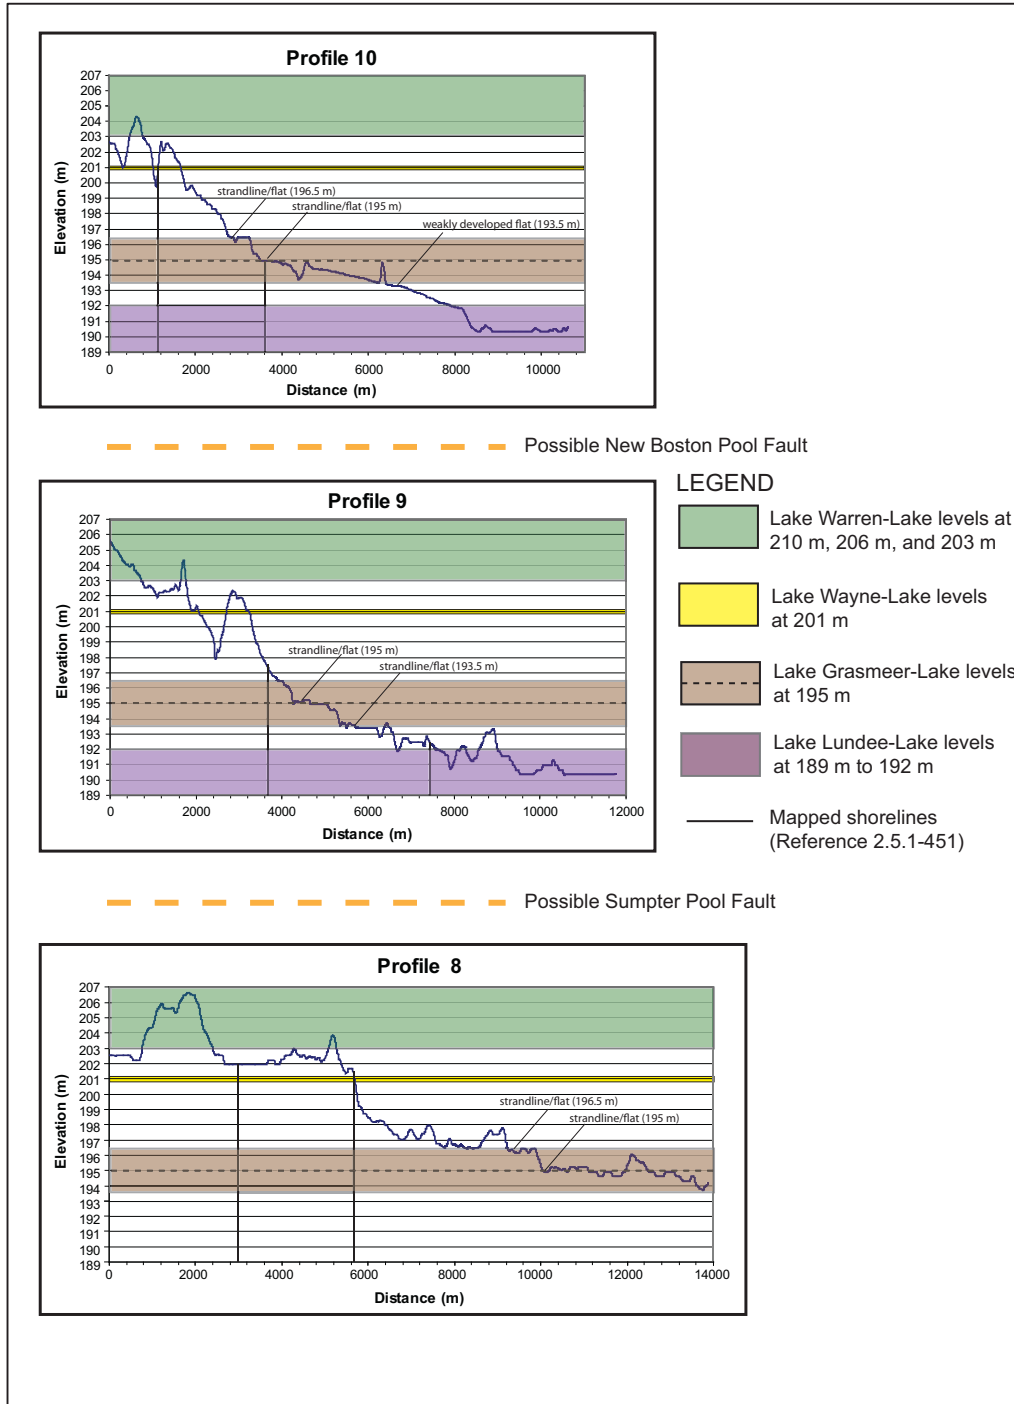 Profile 10
Elevation (m)
207
206
205
204
203
202
201
200
199
198
197
196
195
194
193
192
191
190
189
strandline/flat (196.5 m)
strandline/flat (195 m)
weakly developed flat (193.5 m)
0 2000 4000 6000 8000 10000
Distance (m)
Possible New Boston Pool Fault
Profile 9
Elevation (m)
207
206
205
204
203
202
201
200
199
198
197
196
195
194
193
192
191
190
189
strandline/flat (195 m)
strandline/flat (193.5 m)
0 2000 4000 6000 8000 10000 12000
Distance (m)
LEGEND
Lake Warren-Lake levels at
210 m, 206 m, and 203 m
Lake Wayne-Lake levels
at 201 m
Lake Grasmeer-Lake levels
at 195 m
Lake Lundee-Lake levels
at 189 m to 192 m
Mapped shorelines
(Reference 2.5.1-451)
Possible Sumpter Pool Fault
Profile 8
Elevation (m)
207
206
205
204
203
202
201
200
199
198
197
196
195
194
193
192
191
190
189
strandline/flat (196.5 m)
strandline/flat (195 m)
0 2000 4000 6000 8000 10000 12000 14000
Distance (m)